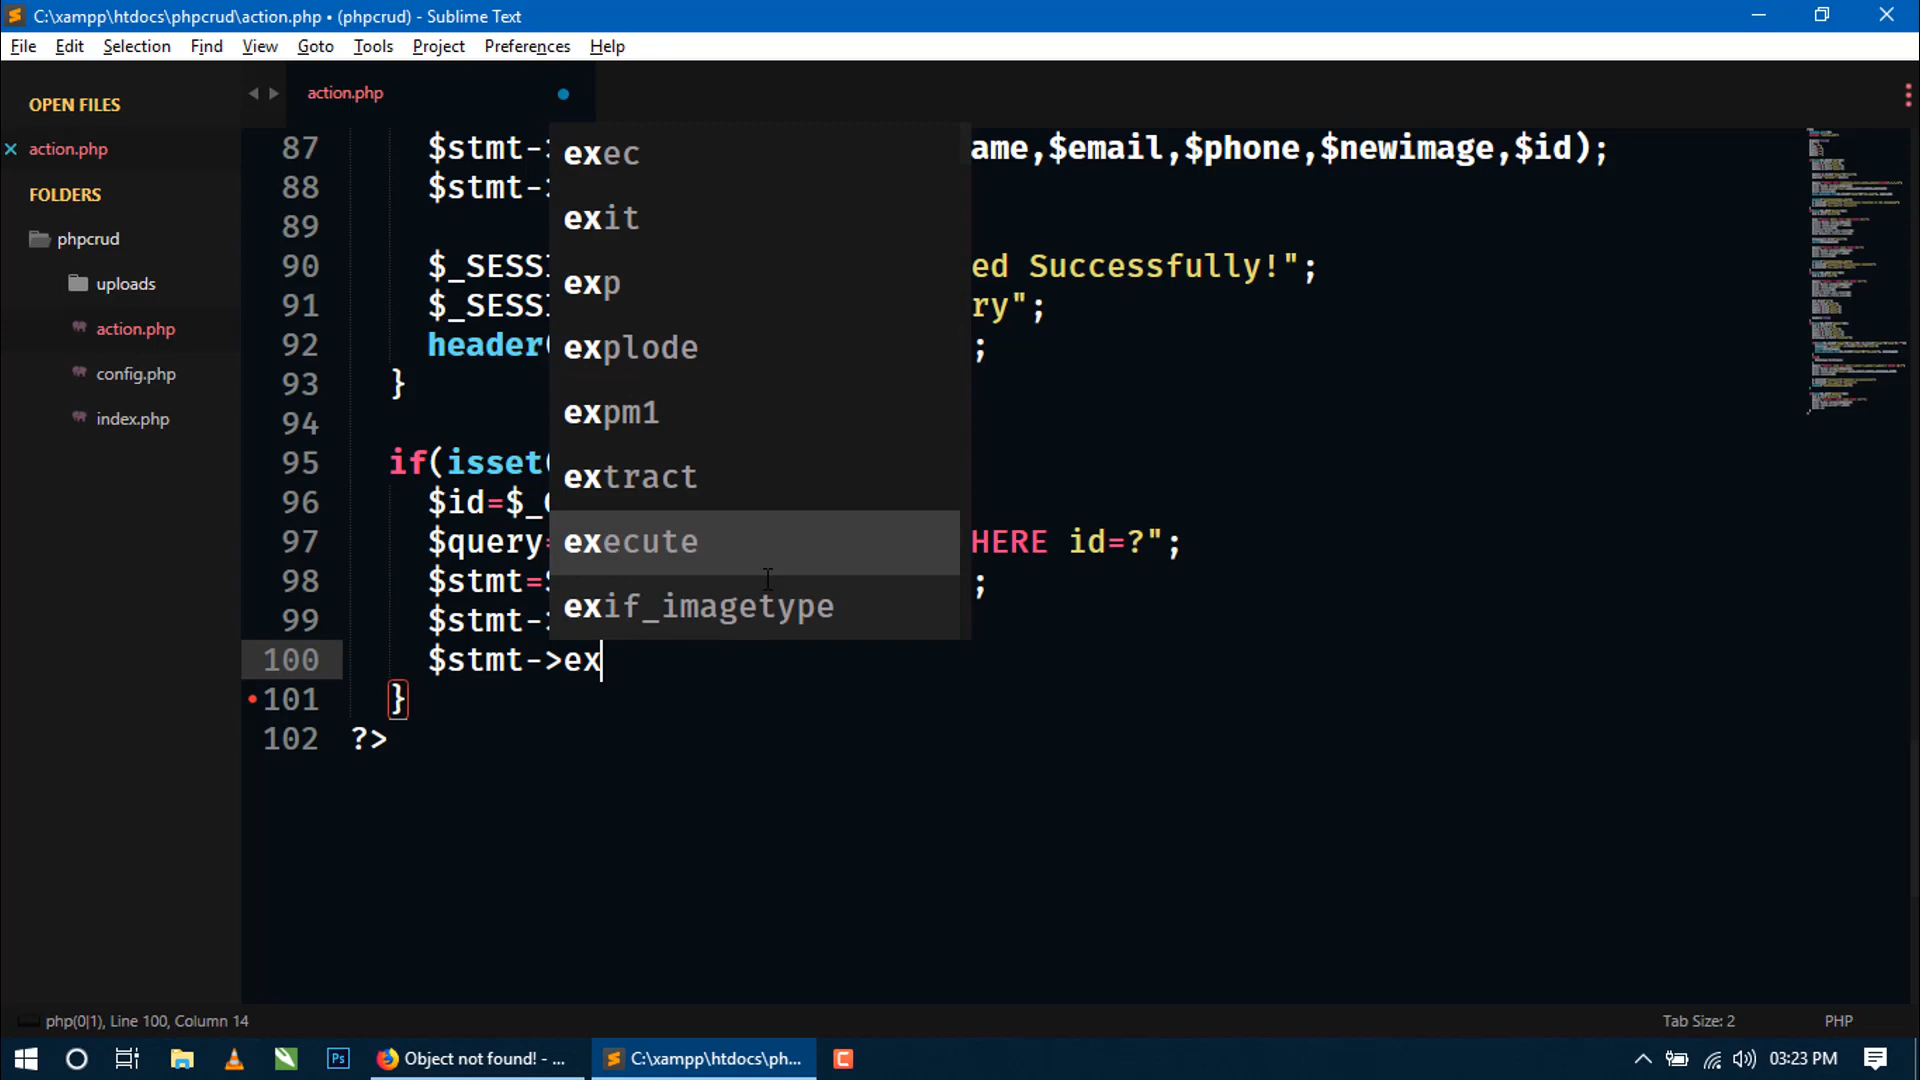 C:\xampp\htdocs\phpcrud\action.php • (phpcrud) - Sublime Text
File Edit Selection Find View Goto Tools Project Preferences Help
OPEN FILES
action.php
FOLDERS
phpcrud
uploads
action.php
config.php
index.php
action.php
87 $stmt-> ame,$email,$phone,$newimage,$id);
88 $stmt->
89
90 $_SESSI ed Successfully!";
91 $_SESSI ry";
92 header( ;
93 }
94
95 if(isset(
96 $id=$_G
97 $query= HERE id=?";
98 $stmt=$ ;
99 $stmt->
100 $stmt->ex
101 }
102 ?>
exec
exit
exp
explode
expm1
extract
execute
exif_imagetype
php(0|1), Line 100, Column 14
Tab Size: 2
PHP
Ps
Object not found! - ...
C:\xampp\htdocs\ph...
C
03:23 PM